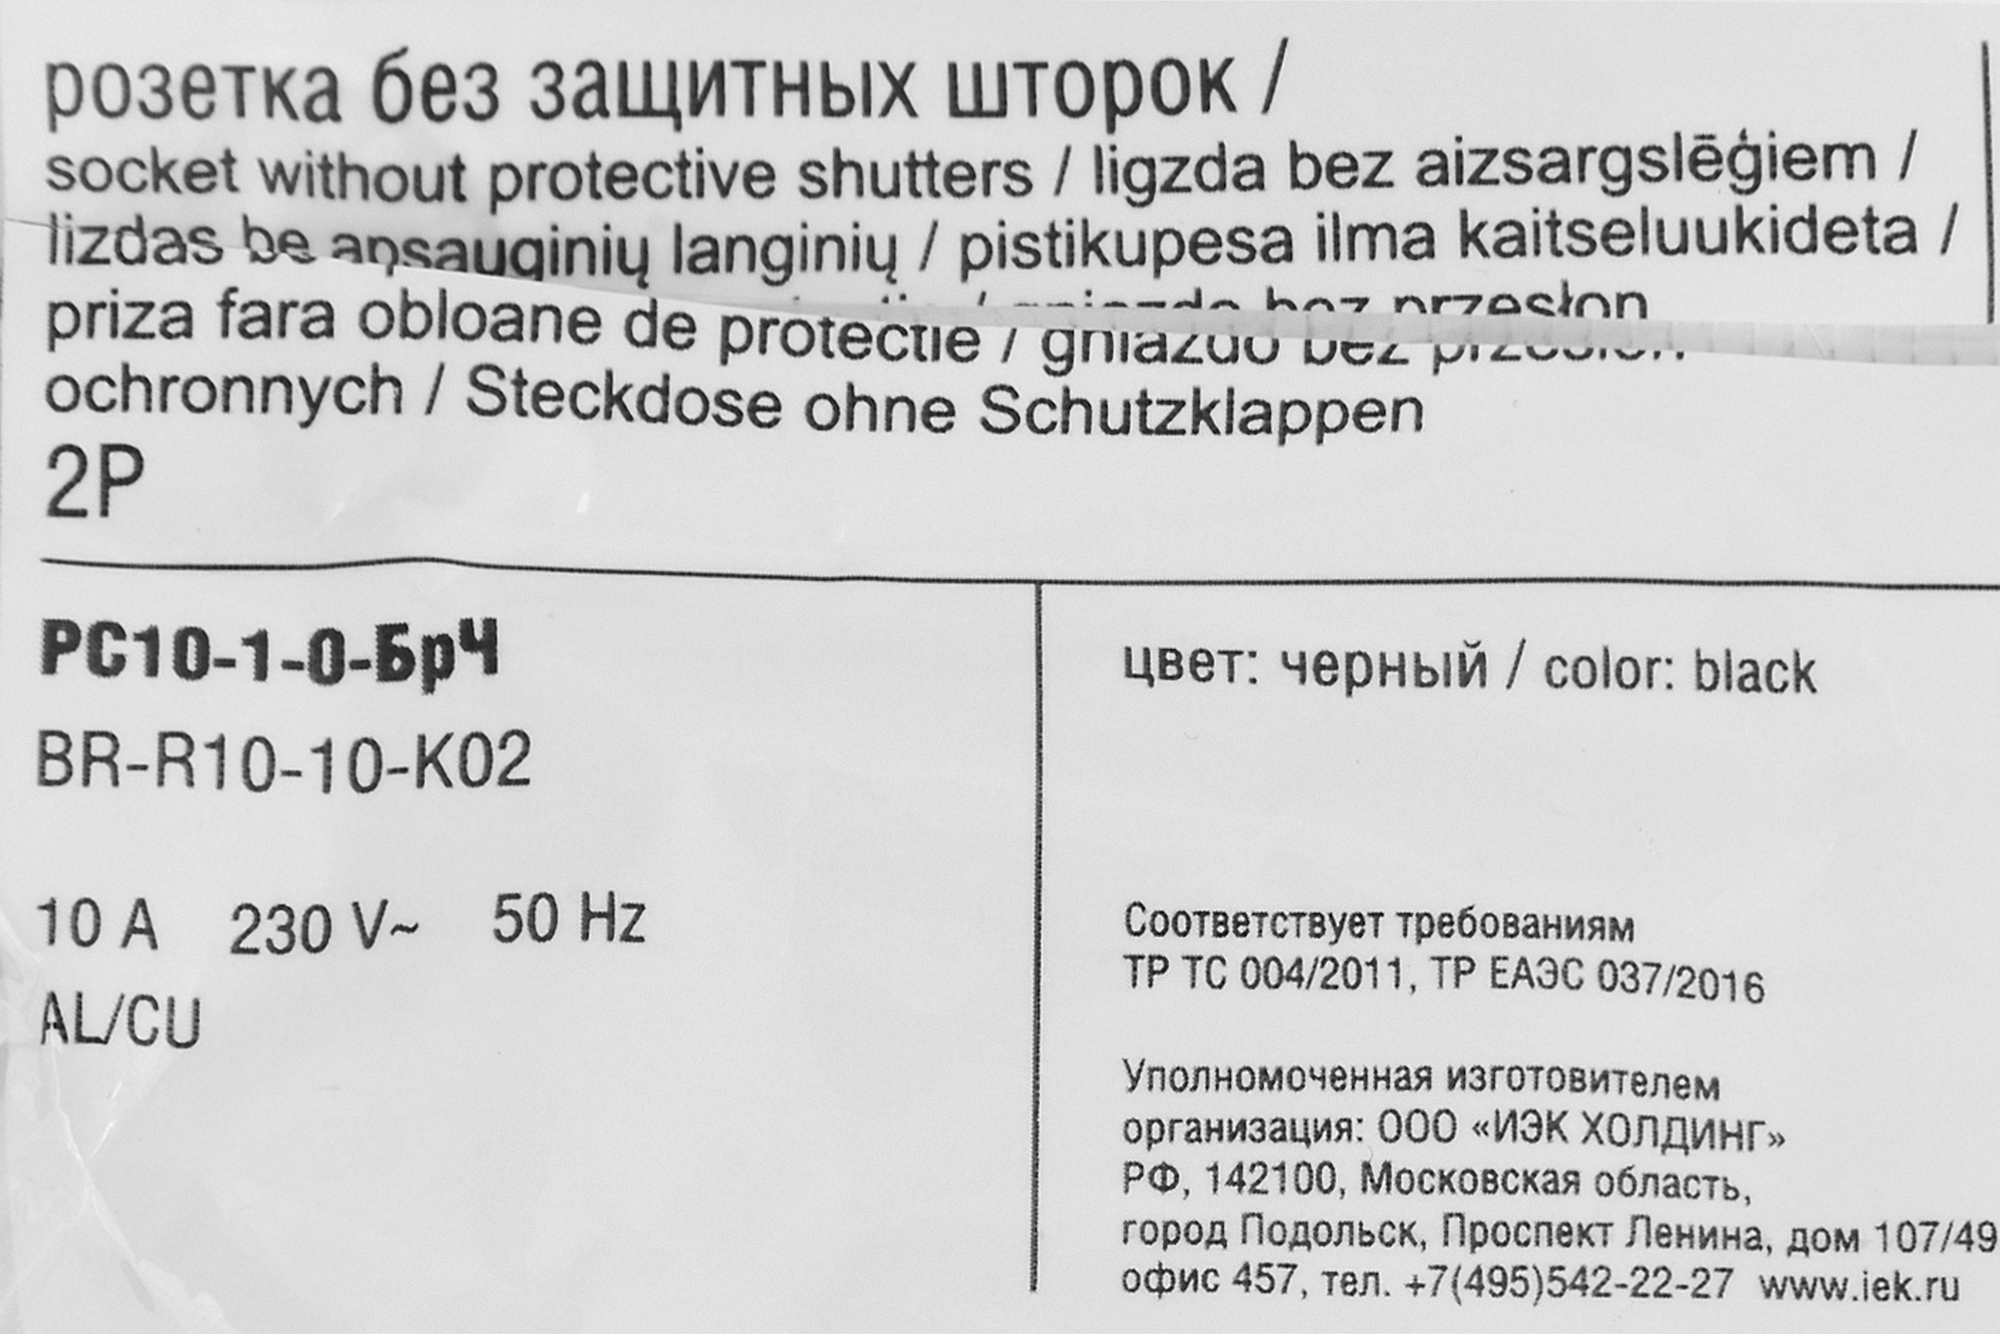 розетка без защитных шторок /
socket without protective shutters / ligzda bez aizsargslēģiem /
lizdas be apsauginių langinių / pistikupesa ilma kaitseluukideta /
priza fara obloane de protectie / gniazdo bez przesłon
ochronnych / Steckdose ohne Schutzklappen
2P
РС10-1-0-БрЧ
BR-R10-10-K02
10 A 230 V~ 50 Hz
AL/CU
цвет: черный / color: black
Соответствует требованиям
ТР ТС 004/2011, ТР ЕАЭС 037/2016
Уполномоченная изготовителем
организация: ООО «ИЭК ХОЛДИНГ»
РФ, 142100, Московская область,
город Подольск, Проспект Ленина, дом 107/49
офис 457, тел. +7(495)542-22-27 www.iek.ru